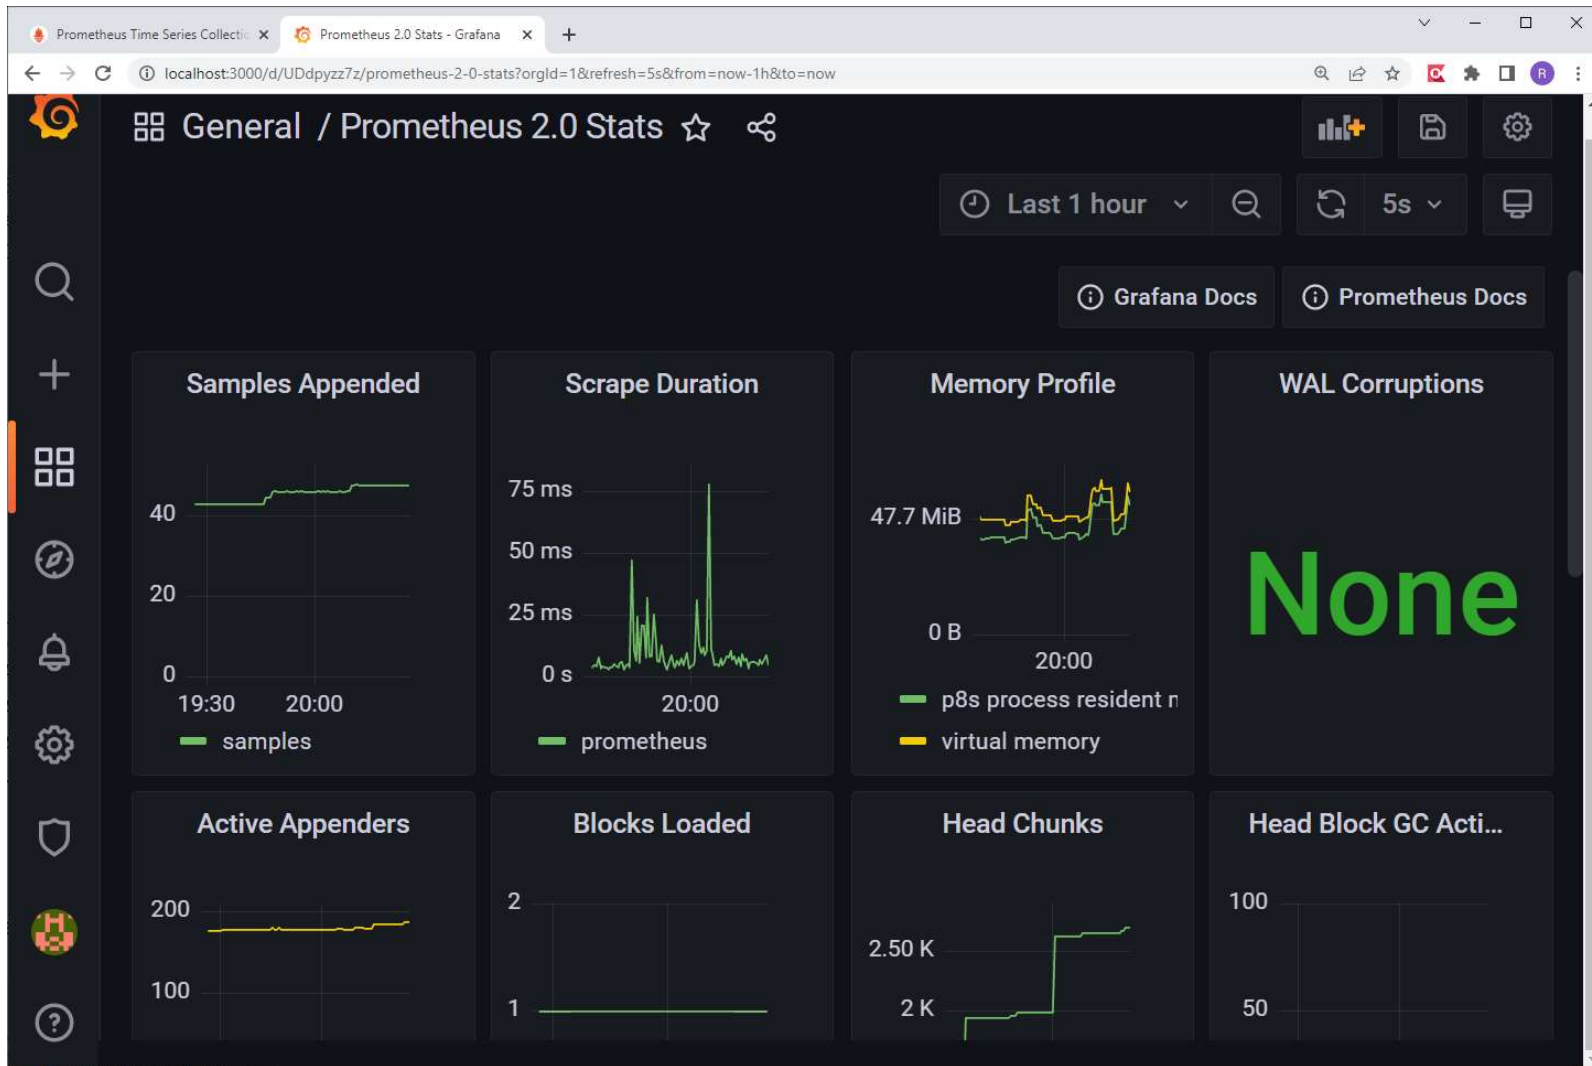 Prometheus Time Series Collectic
Prometheus 2.0 Stats - Grafana
localhost:3000/d/UDdpyzz7z/prometheus-2-0-stats?orgId=1&refresh=5s&from=now-1h&to=now
R
General / Prometheus 2.0 Stats
Last 1 hour
5s
Grafana Docs
Prometheus Docs
Samples Appended
40
20
0
19:30 20:00
samples
Scrape Duration
75 ms
50 ms
25 ms
0 s
20:00
prometheus
Memory Profile
47.7 MiB
0 B
20:00
p8s process resident
virtual memory
WAL Corruptions
None
Active Appenders
200
100
Blocks Loaded
2
1
Head Chunks
2.50 K
2 K
Head Block GC Acti...
100
50